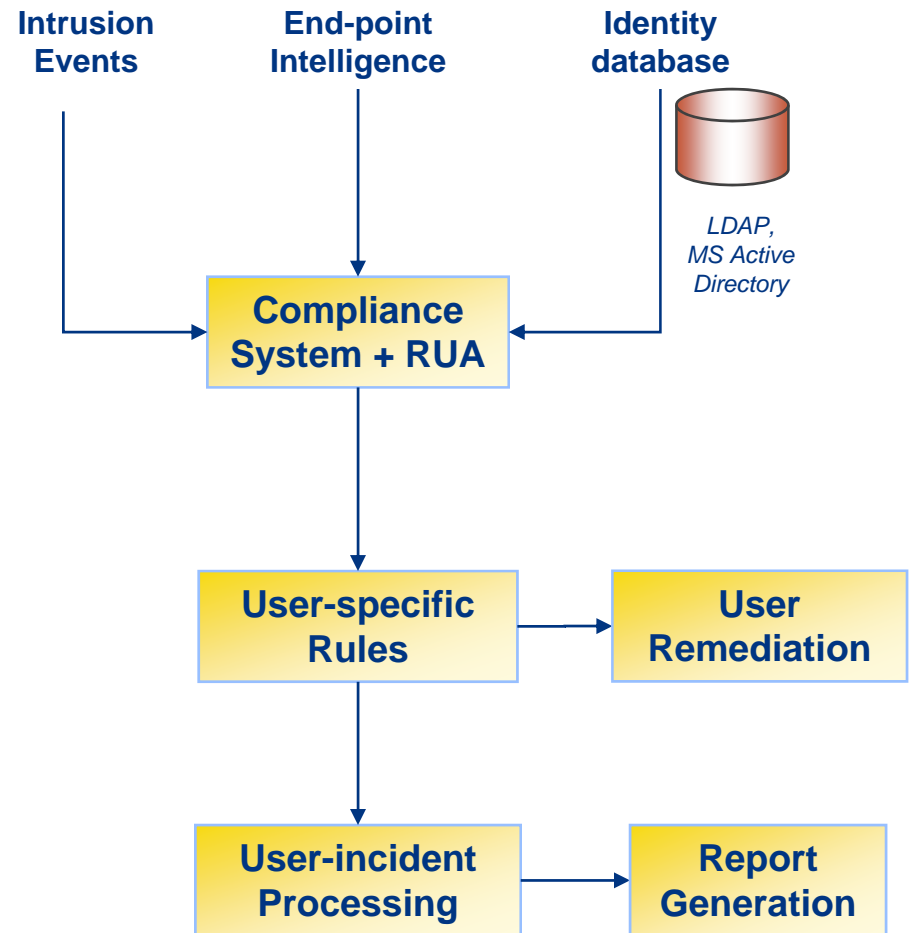 Intrusion
Events
End-point
Intelligence
Identity
database
LDAP,
MS Active
Directory
Compliance
System + RUA
User-specific
Rules
User
Remediation
User-incident
Processing
Report
Generation